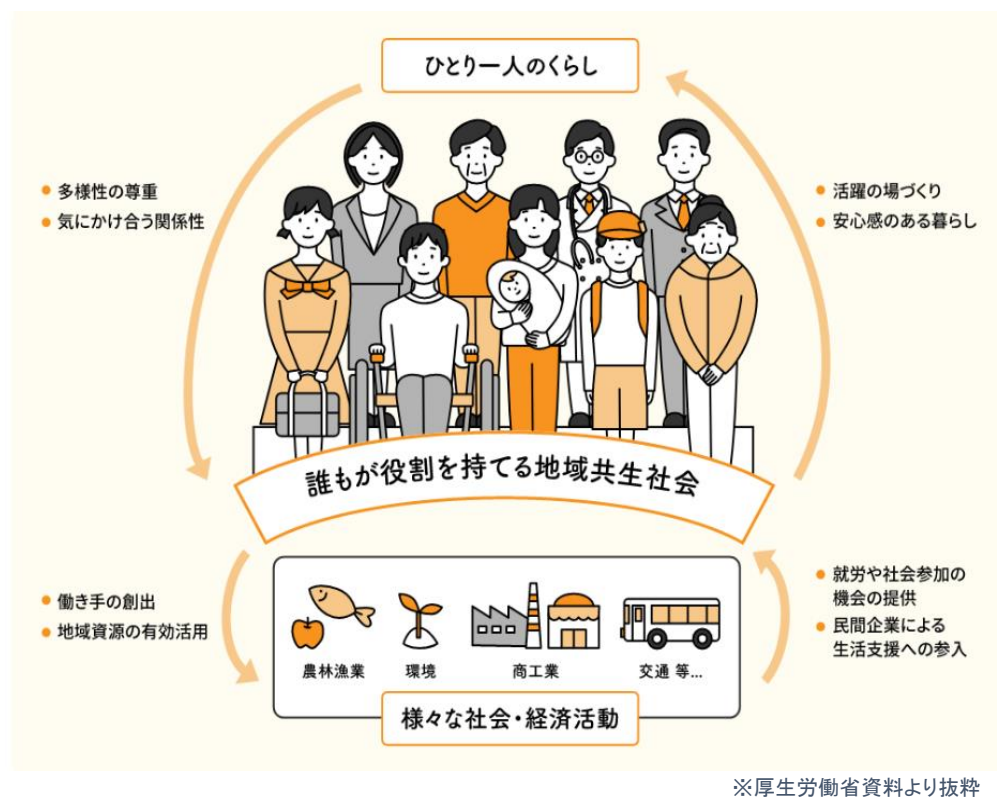 ひとり一人のくらし
多様性の尊重
気にかけ合う関係性
活躍の場づくり
安心感のある暮らし
誰もが役割を持てる地域共生社会
働き手の創出
地域資源の有効活用
就労や社会参加の
機会の提供
民間企業による
生活支援への参入
農林漁業
環境
商工業
交通 等...
様々な社会・経済活動
※厚生労働省資料より抜粋